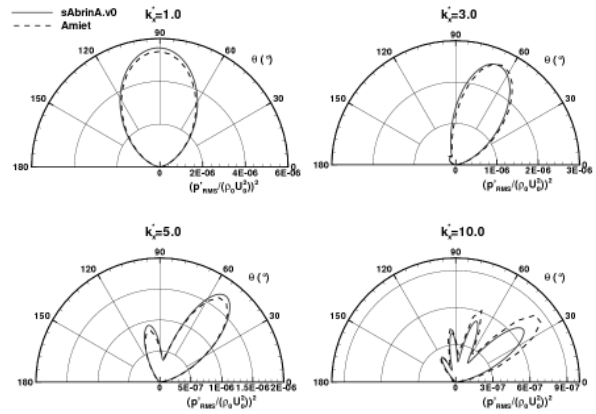 sAbrinA.v0
Amiet
k*x=1.0
90
120
60
θ (°)
150
30
180
0
0 2E-06 4E-06 6E-06
(p'RMS/(ρ0U²0))²
k*x=3.0
90
120
60
θ (°)
150
30
180
0
0 1E-06 2E-06 3E-06
(p'RMS/(ρ0U²0))²
k*x=5.0
90
120
60
θ (°)
150
30
180
0
0 5E-07 1E-06 1.5E-06 2E-06
(p'RMS/(ρ0U²0))²
k*x=10.0
90
120
60
θ (°)
150
30
180
0
0 3E-07 6E-07 9E-07
(p'RMS/(ρ0U²0))²